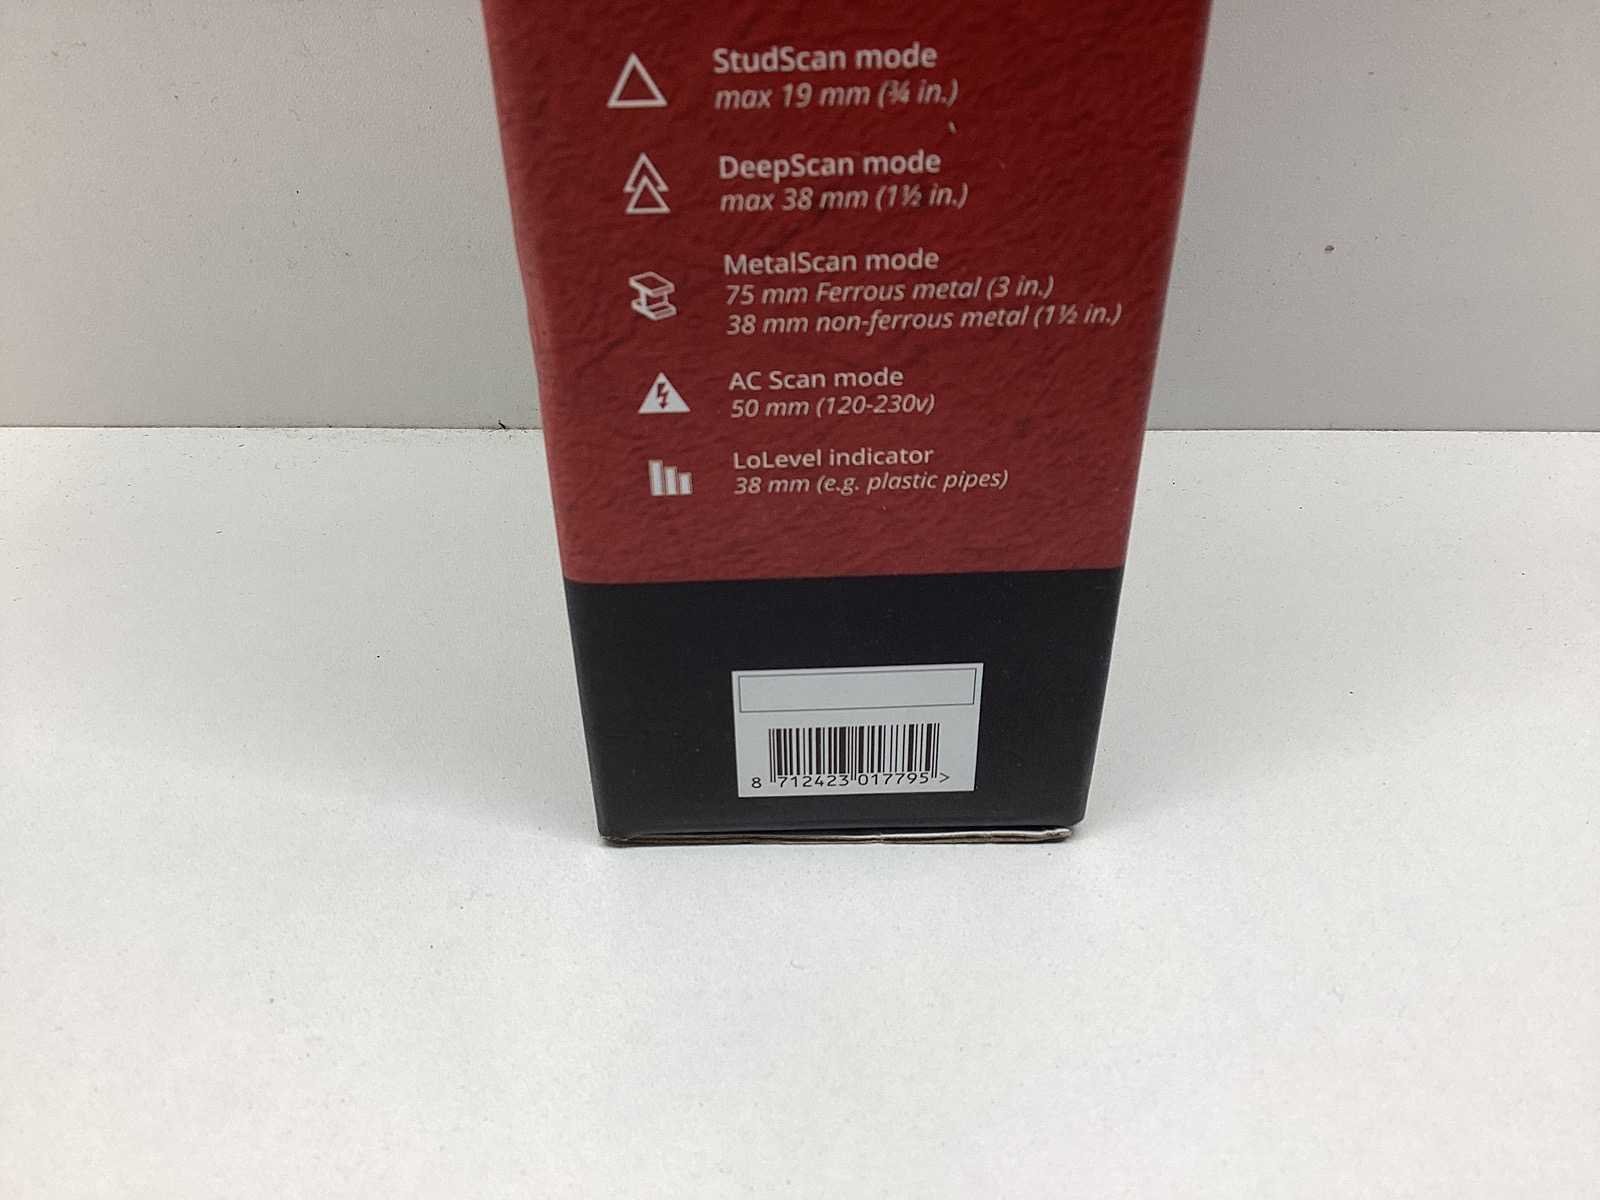 StudScan mode
max 19 mm (¾ in.)
DeepScan mode
max 38 mm (1½ in.)
MetalScan mode
75 mm Ferrous metal (3 in.)
38 mm non-ferrous metal (1½ in.)
AC Scan mode
50 mm (120-230v)
LoLevel indicator
38 mm (e.g. plastic pipes)
8 712423 017795 >